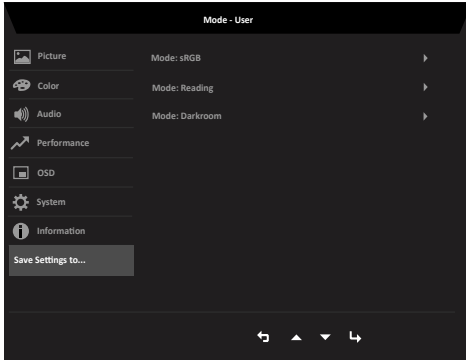 Mode - User
Picture
Color
Audio
Performance
OSD
System
Information
Save Settings to...
Mode: sRGB
Mode: Reading
Mode: Darkroom